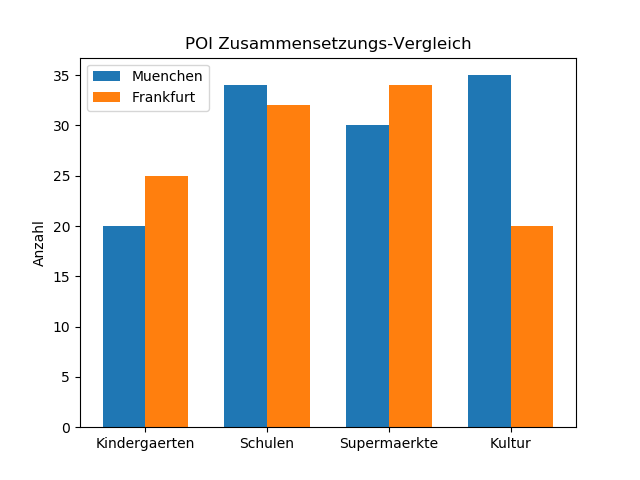 POI Zusammensetzungs-Vergleich
Muenchen
Frankfurt
Anzahl
35
30
25
20
15
10
5
0
Kindergaerten Schulen Supermaerkte Kultur